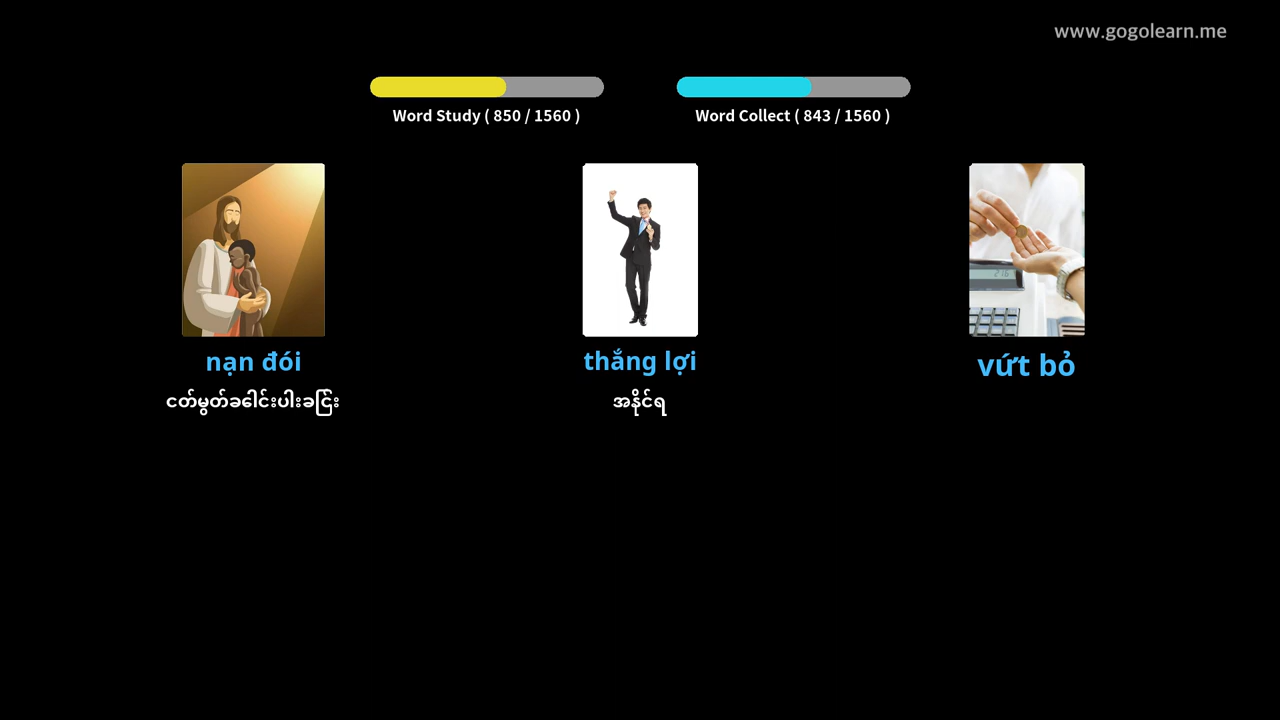 www.gogolearn.me
Word Study ( 850 / 1560 )
Word Collect ( 843 / 1560 )
nạn đói
thắng lợi
vứt bỏ
ငတ်မွတ်ခေါင်းပါးခြင်း
အနိုင်ရ